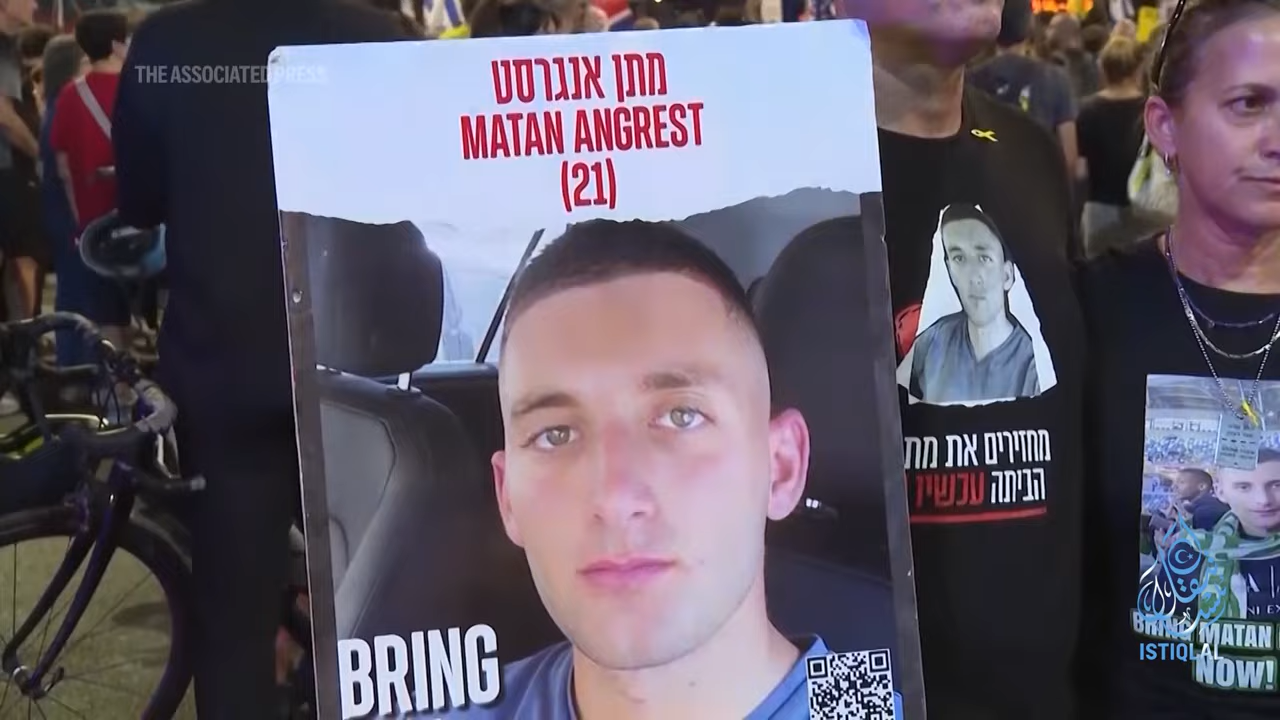 THE ASSOCIATED PRESS
מתן אנגרסט
MATAN ANGREST
(21)
BRING
מחזירים את מת
הביתה עכשיו
BRING MATAN
NOW!
ISTIQLAL